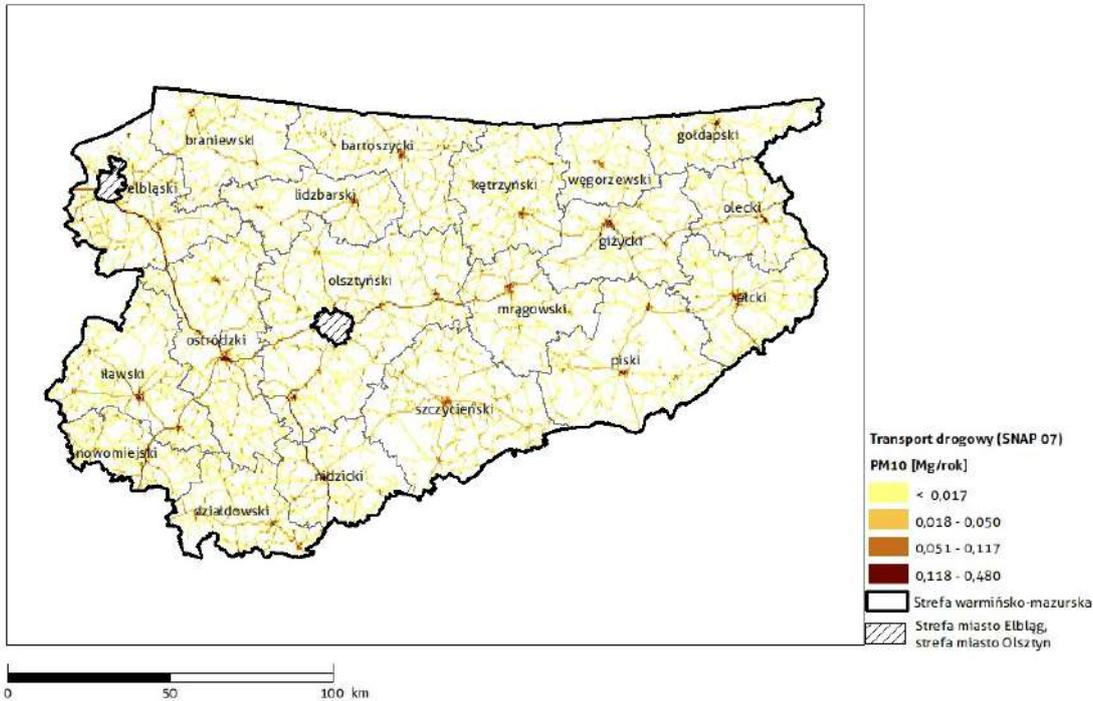 braniewski
bartoszycki
gołdapski
elbląski
lidzbarski
kętrzyński
węgorzewski
olecki
giżycki
olsztyński
mrągowski
ełcki
ostródzki
iławski
piski
szczycieński
nowomiejski
nidzicki
działdowski
Transport drogowy (SNAP 07)
PM10 [Mg/rok]
< 0,017
0,018 - 0,050
0,051 - 0,117
0,118 - 0,480
Strefa warmińsko-mazurska
Strefa miasto Elbląg,
strefa miasto Olsztyn
0 50 100 km